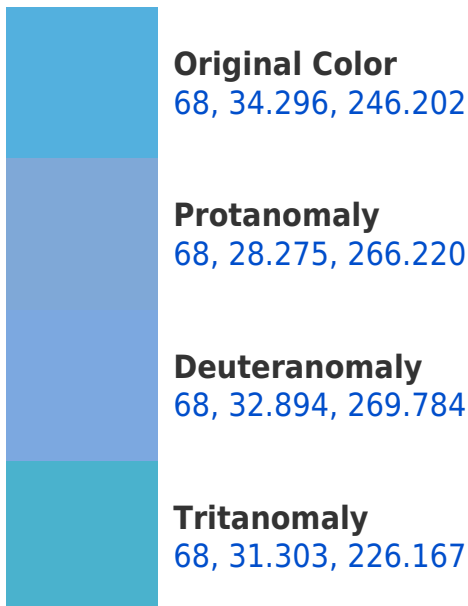 Original Color
68, 34.296, 246.202
Protanomaly
68, 28.275, 266.220
Deuteranomaly
68, 32.894, 269.784
Tritanomaly
68, 31.303, 226.167